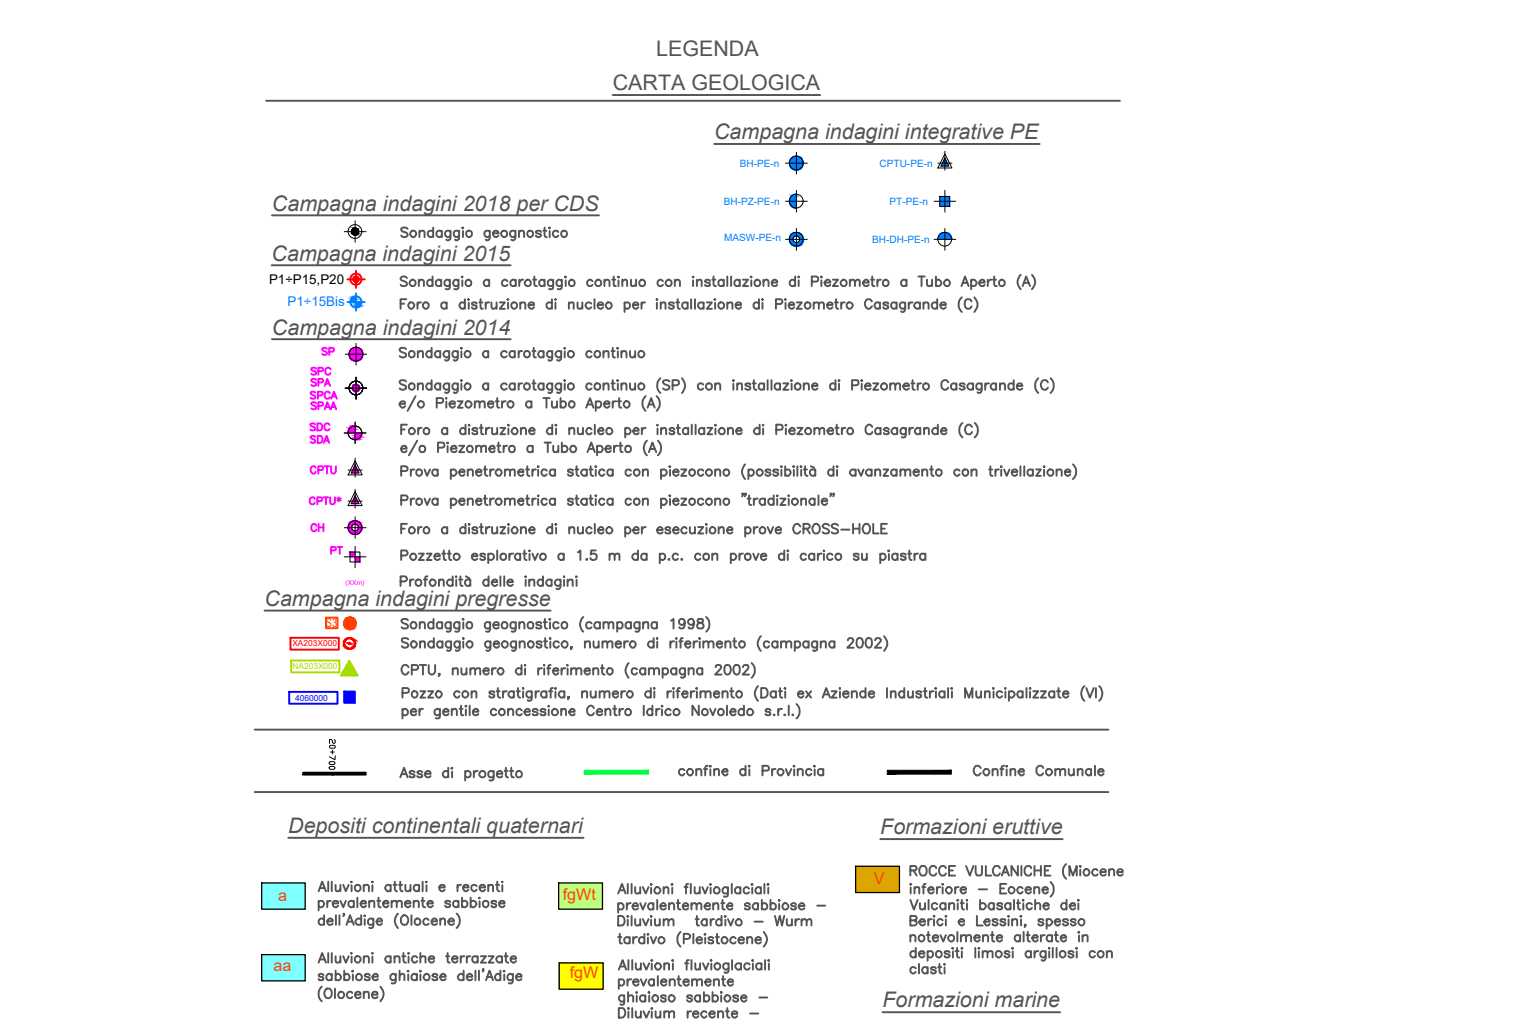 LEGENDA
CARTA GEOLOGICA
Campagna indagini integrative PE
BH-PE-n
CPTU-PE-n
BH-PZ-PE-n
PT-PE-n
MASW-PE-n
BH-DH-PE-n
Campagna indagini 2018 per CDS
Sondaggio geognostico
Campagna indagini 2015
P1÷P15,P20
Sondaggio a carotaggio continuo con installazione di Piezometro a Tubo Aperto (A)
P1÷15Bis
Foro a distruzione di nucleo per installazione di Piezometro Casagrande (C)
Campagna indagini 2014
SP
Sondaggio a carotaggio continuo
SPC
SPA
SPCA
SPAA
Sondaggio a carotaggio continuo (SP) con installazione di Piezometro Casagrande (C)
e/o Piezometro a Tubo Aperto (A)
SDC
SDA
Foro a distruzione di nucleo per installazione di Piezometro Casagrande (C)
e/o Piezometro a Tubo Aperto (A)
CPTU
Prova penetrometrica statica con piezocono (possibilità di avanzamento con trivellazione)
CPTU*
Prova penetrometrica statica con piezocono "tradizionale"
CH
Foro a distruzione di nucleo per esecuzione prove CROSS-HOLE
PT
Pozzetto esplorativo a 1.5 m da p.c. con prove di carico su piastra
(XXm)
Profondità delle indagini
Campagna indagini pregresse
Sondaggio geognostico (campagna 1998)
XA203X000
Sondaggio geognostico, numero di riferimento (campagna 2002)
NA203X000
CPTU, numero di riferimento (campagna 2002)
4060000
Pozzo con stratigrafia, numero di riferimento (Dati ex Aziende Industriali Municipalizzate (VI)
per gentile concessione Centro Idrico Novoledo s.r.l.)
20+700
Asse di progetto
confine di Provincia
Confine Comunale
Depositi continentali quaternari
a
Alluvioni attuali e recenti
prevalentemente sabbiose
dell'Adige (Olocene)
aa
Alluvioni antiche terrazzate
sabbiose ghiaiose dell'Adige
(Olocene)
fgWt
Alluvioni fluvioglaciali
prevalentemente sabbiose –
Diluvium tardivo – Wurm
tardivo (Pleistocene)
fgW
Alluvioni fluvioglaciali
prevalentemente
ghiaioso sabbiose –
Diluvium recente –
Formazioni eruttive
V
ROCCE VULCANICHE (Miocene
inferiore – Eocene)
Vulcaniti basaltiche dei
Berici e Lessini, spesso
notevolmente alterate in
depositi limosi argillosi con
clasti
Formazioni marine